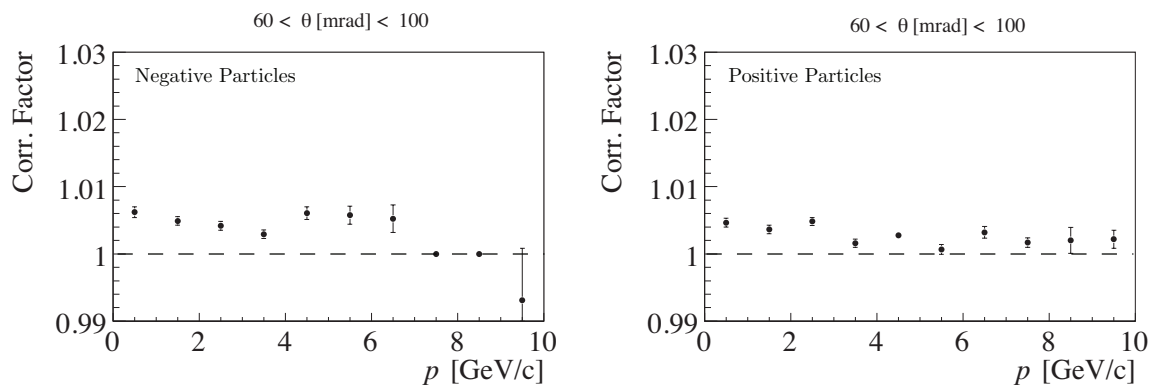 60 < θ [mrad] < 100
Corr. Factor
1.03
Negative Particles
1.02
1.01
1
0.99
0 2 4 6 8 10
p [GeV/c]
60 < θ [mrad] < 100
Corr. Factor
1.03
Positive Particles
1.02
1.01
1
0.99
0 2 4 6 8 10
p [GeV/c]